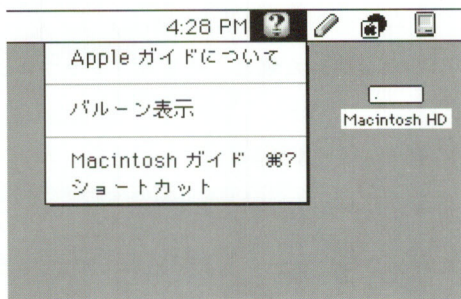 4:28 PM
Apple ガイドについて
バルーン表示
Macintosh ガイド ⌘?
ショートカット
Macintosh HD